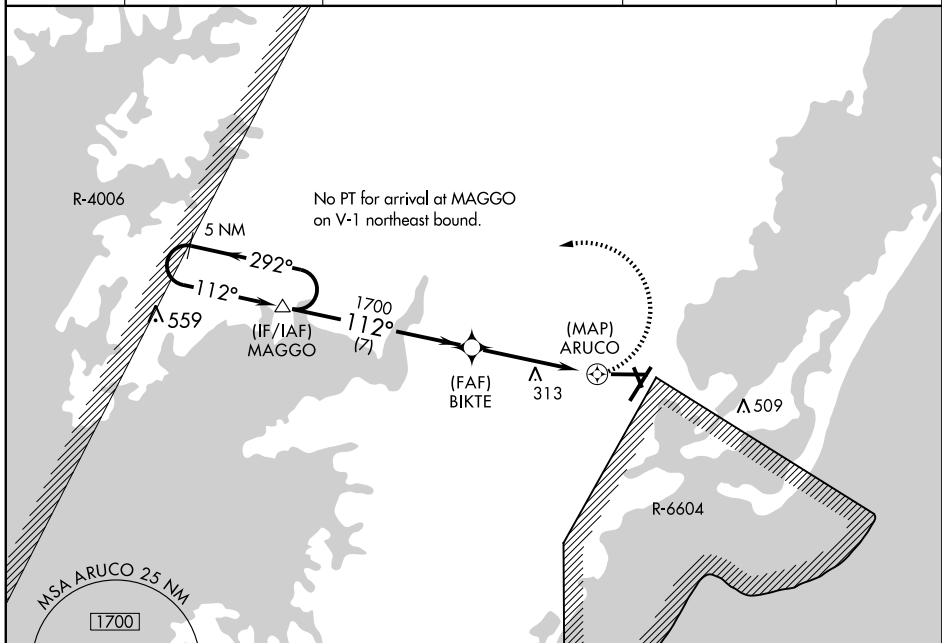 R-4006
No PT for arrival at MAGGO
on V-1 northeast bound.
5 NM
292°
112°
559
(IF/IAF)
MAGGO
1700
112°
(7)
(FAF)
BIKTE
(MAP)
ARUCO
313
509
R-6604
MSA ARUCO 25 NM
1700